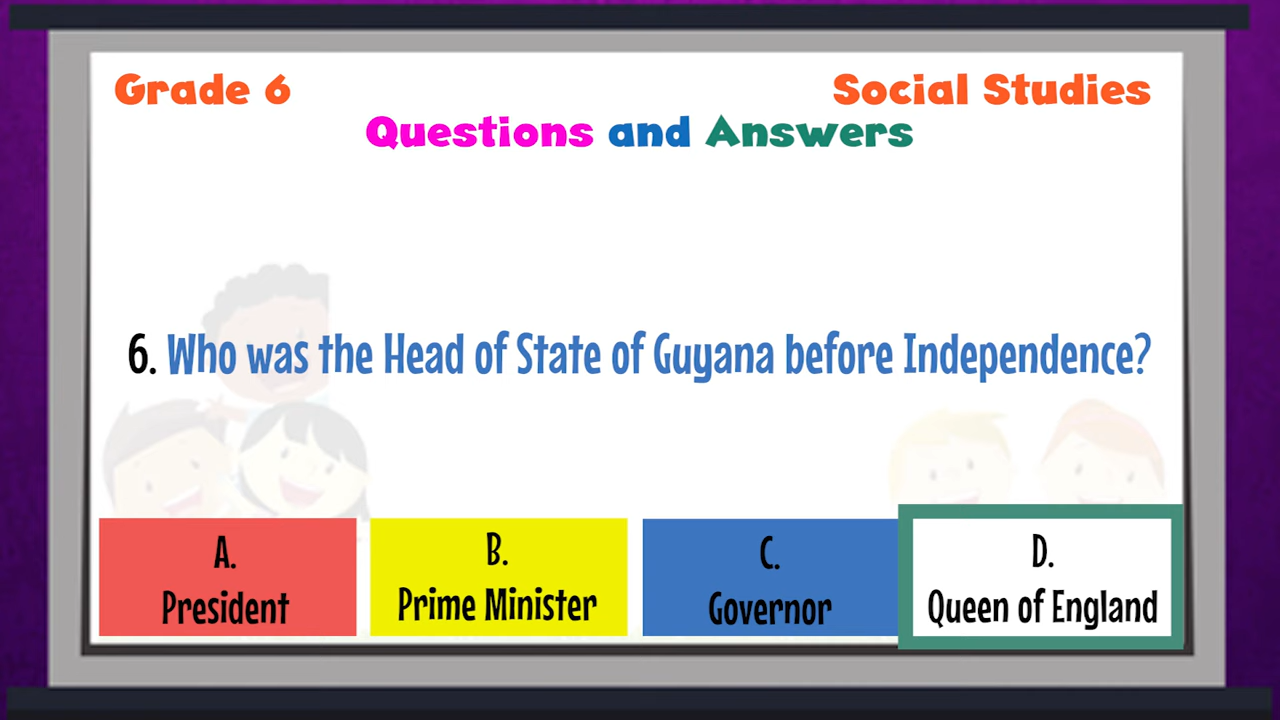 Grade 6
Social Studies
Questions and Answers
6. Who was the Head of State of Guyana before Independence?
A.
President
B.
Prime Minister
C.
Governor
D.
Queen of England